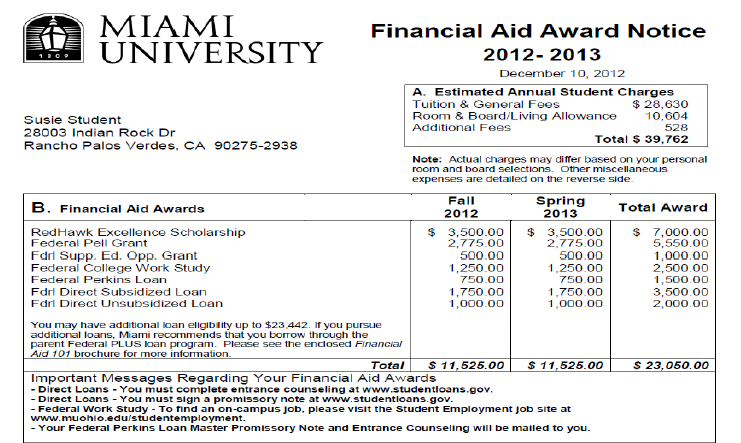 MIAMI
UNIVERSITY
1809
Financial Aid Award Notice
2012- 2013
December 10, 2012
Susie Student
28003 Indian Rock Dr
Rancho Palos Verdes, CA 90275-2938
A. Estimated Annual Student Charges
Tuition & General Fees $ 28,630
Room & Board/Living Allowance 10,604
Additional Fees 528
Total $ 39,762
Note: Actual charges may differ based on your personal
room and board selections. Other miscellaneous
expenses are detailed on the reverse side.
B. Financial Aid Awards Fall 2012 Spring 2013 Total Award
RedHawk Excellence Scholarship $ 3,500.00 $ 3,500.00 $ 7,000.00
Federal Pell Grant 2,775.00 2,775.00 5,550.00
Fdrl Supp. Ed. Opp. Grant 500.00 500.00 1,000.00
Federal College Work Study 1,250.00 1,250.00 2,500.00
Federal Perkins Loan 750.00 750.00 1,500.00
Fdrl Direct Subsidized Loan 1,750.00 1,750.00 3,500.00
Fdrl Direct Unsubsidized Loan 1,000.00 1,000.00 2,000.00
You may have additional loan eligibility up to $23,442. If you pursue
additional loans, Miami recommends that you borrow through the
parent Federal PLUS loan program. Please see the enclosed Financial
Aid 101 brochure for more information.
Total $ 11,525.00 $ 11,525.00 $ 23,050.00
Important Messages Regarding Your Financial Aid Awards
- Direct Loans - You must complete entrance counseling at www.studentloans.gov.
- Direct Loans - You must sign a promissory note at www.studentloans.gov.
- Federal Work Study - To find an on-campus job, please visit the Student Employment job site at
www.muohio.edu/studentemployment.
- Your Federal Perkins Loan Master Promissory Note and Entrance Counseling will be mailed to you.